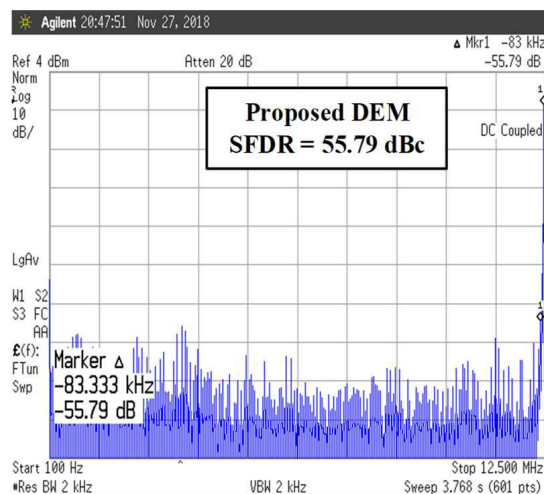 Agilent 20:47:51 Nov 27, 2018
Δ Mkr1 -83 kHz
Ref 4 dBm Atten 20 dB -55.79 dB
Norm
Log
10
dB/
1
Proposed DEM
SFDR = 55.79 dBc
DC Coupled
LgAv
W1 S2
S3 FC
AA
1
£(f):
FTun
Swp
Marker Δ
-83.333 kHz
-55.79 dB
Start 100 Hz Stop 12.500 MHz
#Res BW 2 kHz VBW 2 kHz Sweep 3.768 s (601 pts)